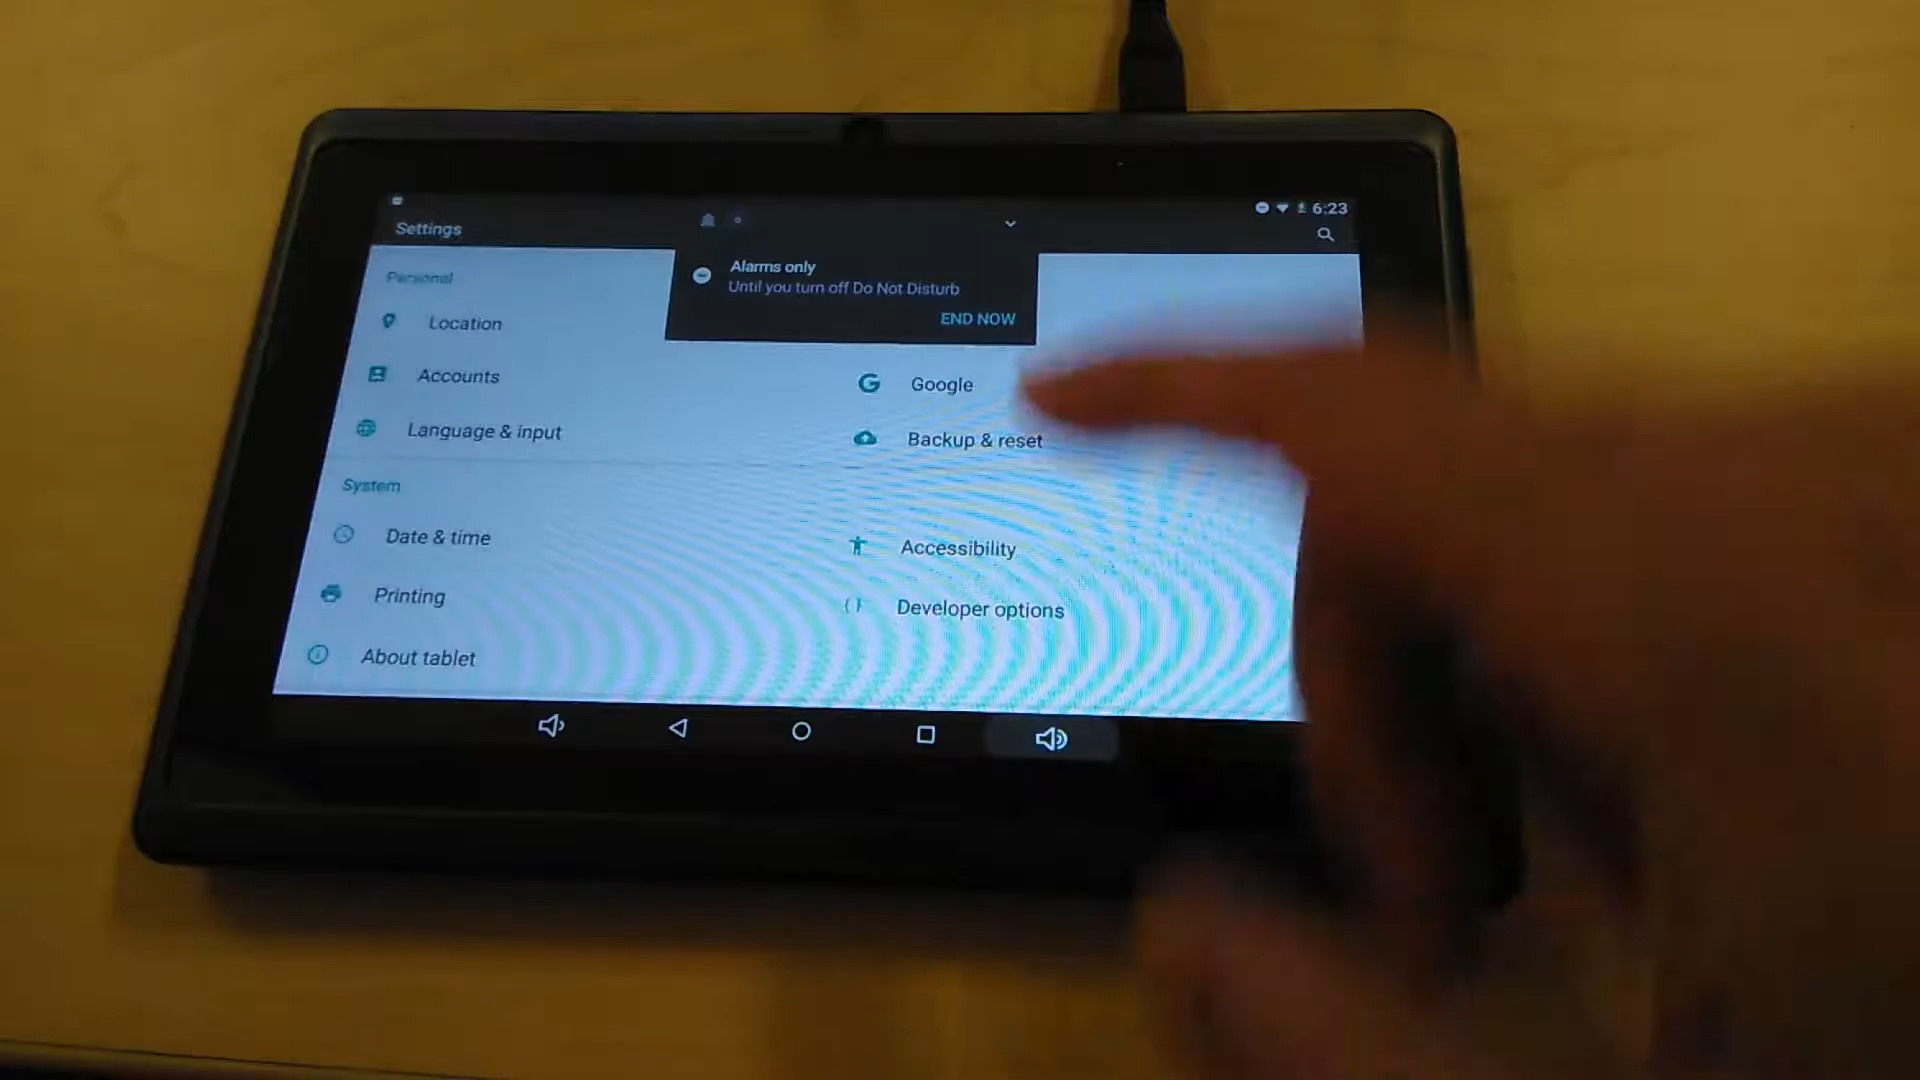 6:23
Settings
Alarms only
Until you turn off Do Not Disturb
END NOW
Personal
Location
Accounts
Google
Language & input
Backup & reset
System
Date & time
Accessibility
Printing
Developer options
About tablet